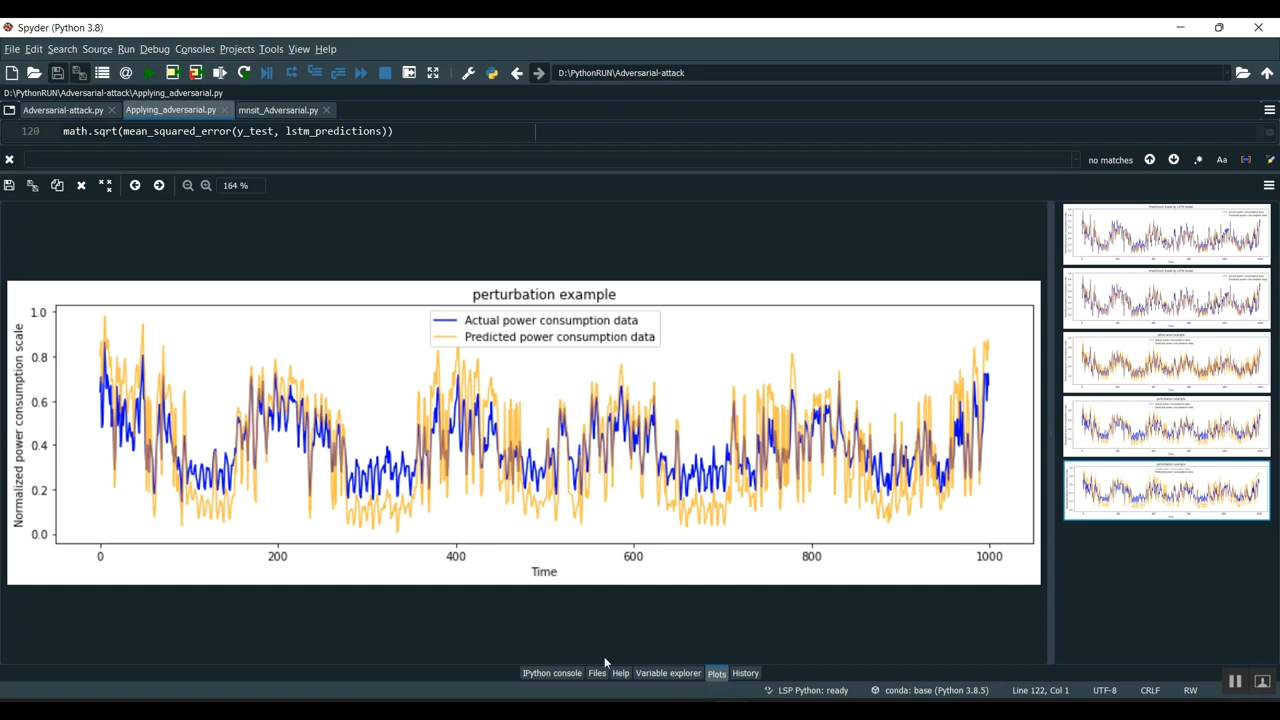 Spyder (Python 3.8)
File Edit Search Source Run Debug Consoles Projects Tools View Help
D:\PythonRUN\Adversarial-attack
D:\PythonRUN\Adversarial-attack\Applying_adversarial.py
Adversarial-attack.py Applying_adversarial.py mnsit_Adversarial.py
120 math.sqrt(mean_squared_error(y_test, lstm_predictions))
no matches Aa
164 %
perturbation example
Actual power consumption data
Predicted power consumption data
Normalized power consumption scale
1.0
0.8
0.6
0.4
0.2
0.0
0 200 400 600 800 1000
Time
IPython console Files Help Variable explorer Plots History
LSP Python: ready conda: base (Python 3.8.5) Line 122, Col 1 UTF-8 CRLF RW